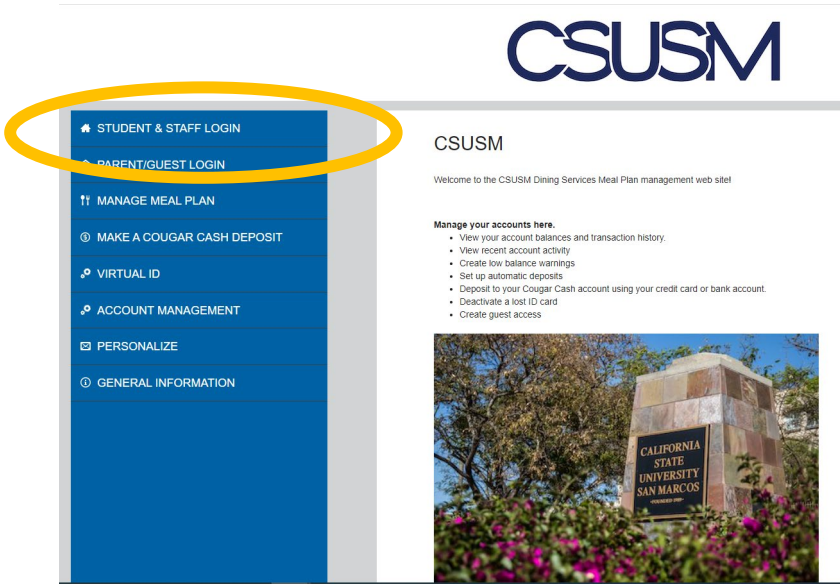 CSUSM
STUDENT & STAFF LOGIN
PARENT/GUEST LOGIN
MANAGE MEAL PLAN
MAKE A COUGAR CASH DEPOSIT
VIRTUAL ID
ACCOUNT MANAGEMENT
PERSONALIZE
GENERAL INFORMATION
CSUSM
Welcome to the CSUSM Dining Services Meal Plan management web site!
Manage your accounts here.
• View your account balances and transaction history.
• View recent account activity
• Create low balance warnings
• Set up automatic deposits
• Deposit to your Cougar Cash account using your credit card or bank account.
• Deactivate a lost ID card
• Create guest access
CALIFORNIA
STATE
UNIVERSITY
SAN MARCOS